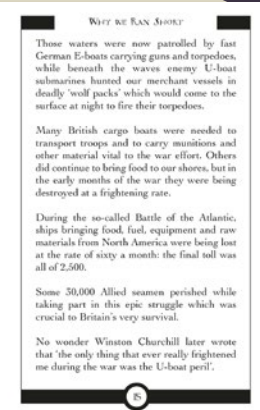 Why we Ran Short
Those waters were now patrolled by fast
German E-boats carrying guns and torpedoes,
while beneath the waves enemy U-boat
submarines hunted our merchant vessels in
deadly 'wolf packs' which would come to the
surface at night to fire their torpedoes.
Many British cargo boats were needed to
transport troops and to carry munitions and
other material vital to the war effort. Others
did continue to bring food to our shores, but in
the early months of the war they were being
destroyed at a frightening rate.
During the so-called Battle of the Atlantic,
ships bringing food, fuel, equipment and raw
materials from North America were being lost
at the rate of sixty a month: the final toll was
all of 2,500.
Some 30,000 Allied seamen perished while
taking part in this epic struggle which was
crucial to Britain's very survival.
No wonder Winston Churchill later wrote
that 'the only thing that ever really frightened
me during the war was the U-boat peril'.
15